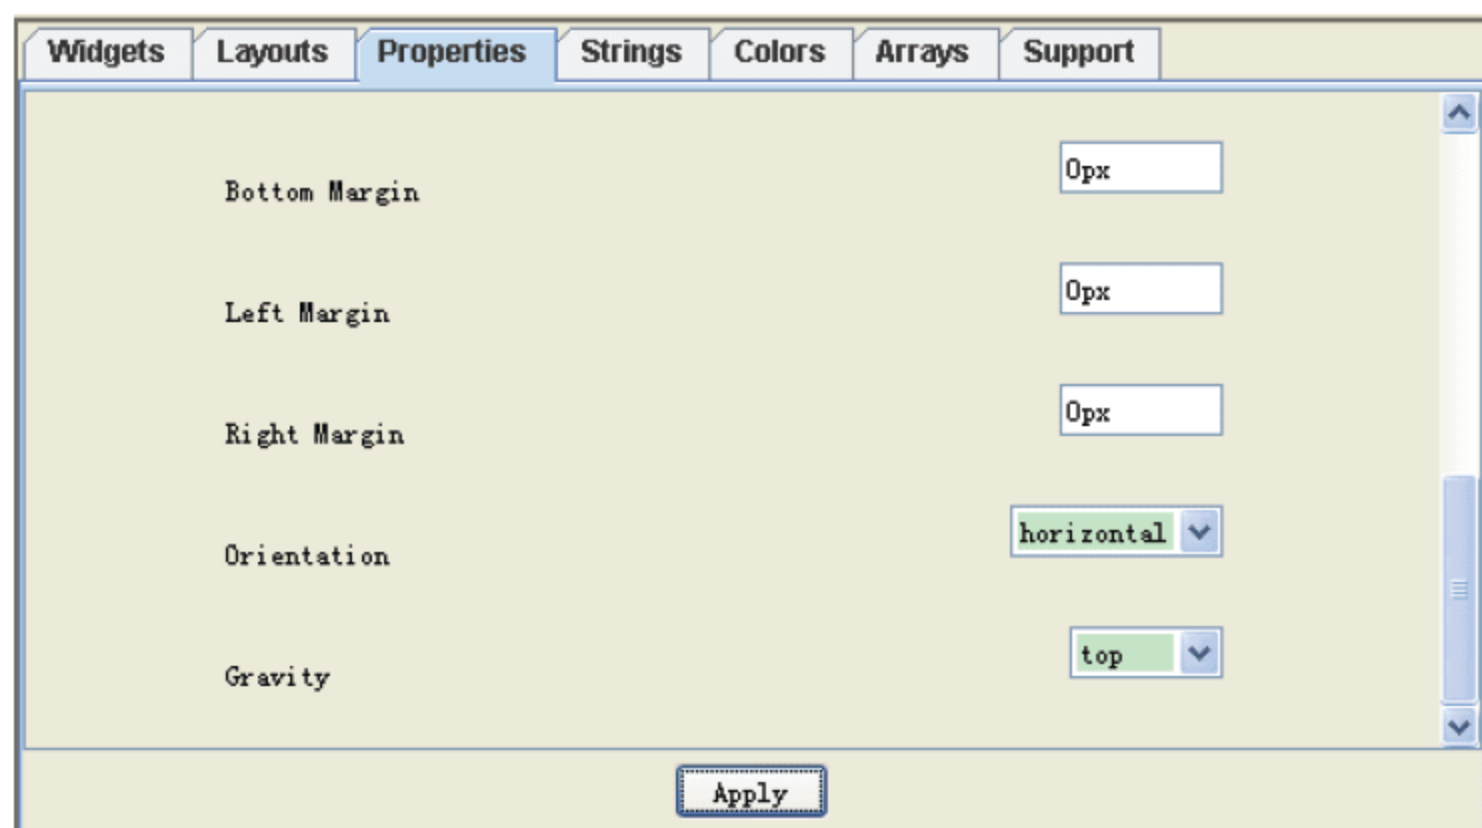 Widgets Layouts Properties Strings Colors Arrays Support
Bottom Margin 0px
Left Margin 0px
Right Margin 0px
Orientation horizontal
Gravity top
Apply